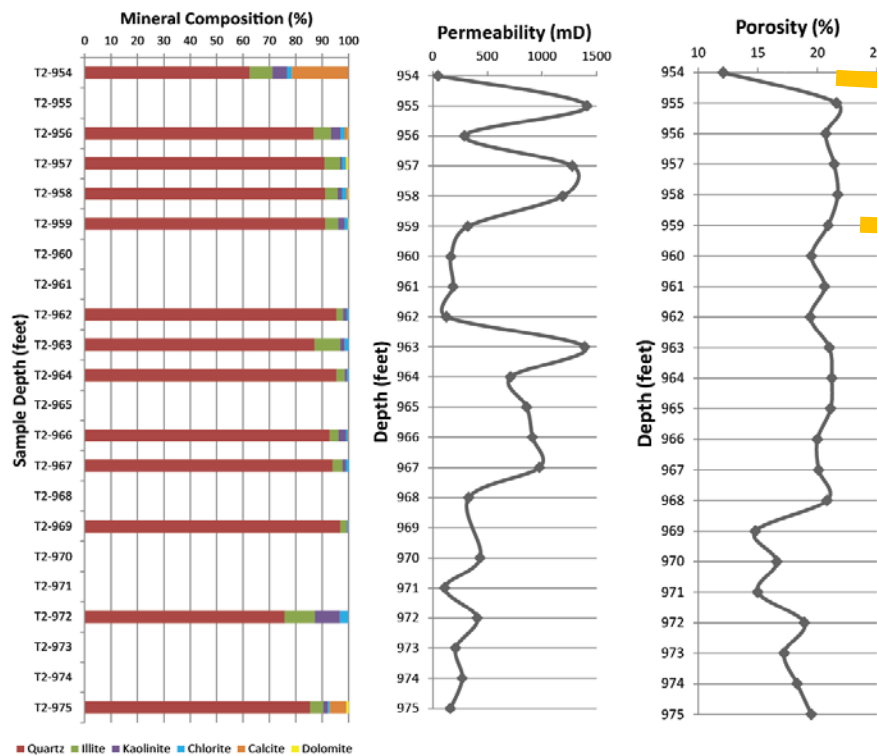 Mineral Composition (%)
0 10 20 30 40 50 60 70 80 90 100
Sample Depth (feet)
T2-954
T2-955
T2-956
T2-957
T2-958
T2-959
T2-960
T2-961
T2-962
T2-963
T2-964
T2-965
T2-966
T2-967
T2-968
T2-969
T2-970
T2-971
T2-972
T2-973
T2-974
T2-975
Quartz Illite Kaolinite Chlorite Calcite Dolomite
Permeability (mD)
0 500 1000 1500
Depth (feet)
954
955
956
957
958
959
960
961
962
963
964
965
966
967
968
969
970
971
972
973
974
975
Porosity (%)
10 15 20 25
Depth (feet)
954
955
956
957
958
959
960
961
962
963
964
965
966
967
968
969
970
971
972
973
974
975